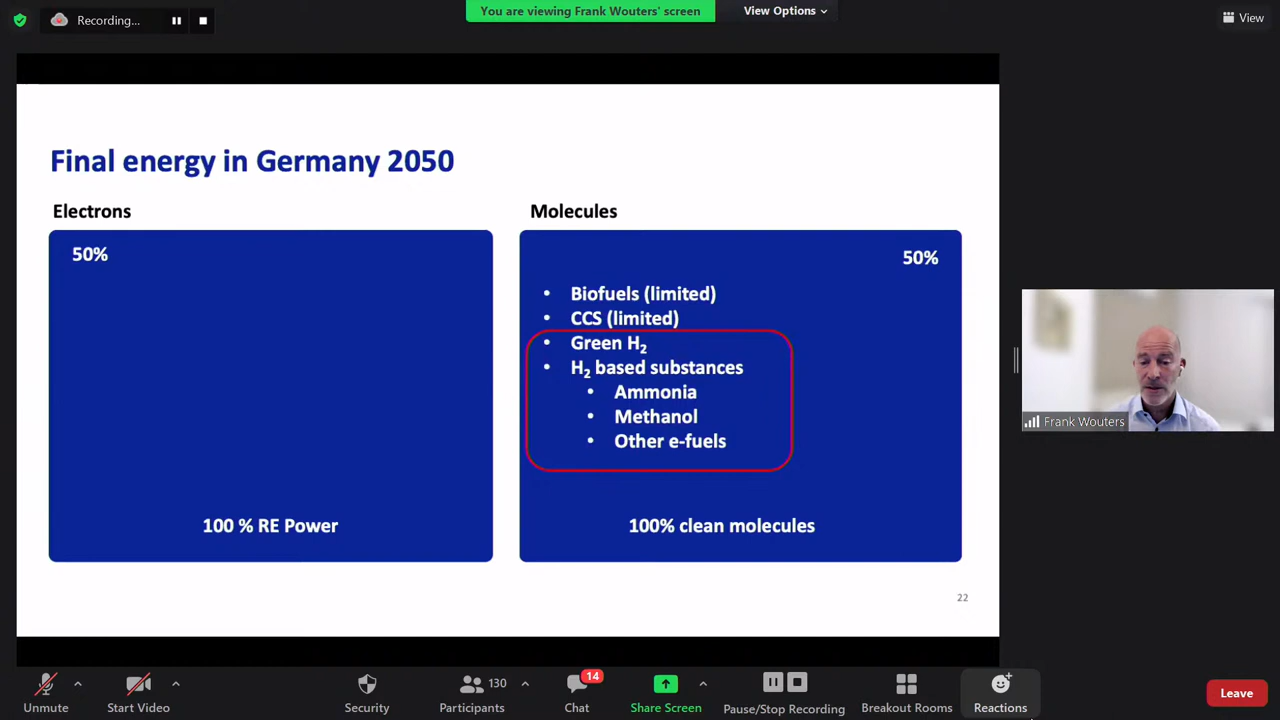 Recording...
You are viewing Frank Wouters' screen
View Options
View
Final energy in Germany 2050
Electrons
50%
100 % RE Power
Molecules
50%
• Biofuels (limited)
• CCS (limited)
• Green H₂
• H₂ based substances
• Ammonia
• Methanol
• Other e-fuels
100% clean molecules
22
Frank Wouters
Unmute
Start Video
Security
130
Participants
14
Chat
Share Screen
Pause/Stop Recording
Breakout Rooms
Reactions
Leave